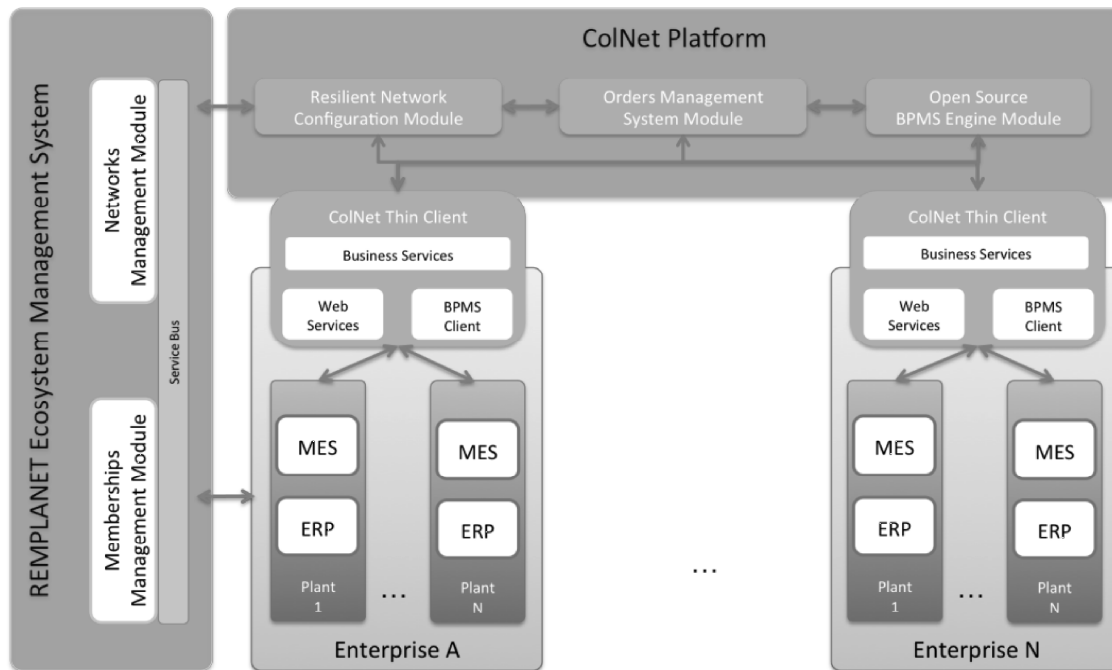 REMPLANET Ecosystem Management System
Networks
Management Module
Memberships
Management Module
Service Bus
ColNet Platform
Resilient Network
Configuration Module
Orders Management
System Module
Open Source
BPMS Engine Module
ColNet Thin Client
Business Services
Web
Services
BPMS
Client
MES
ERP
Plant
1
...
MES
ERP
Plant
N
Enterprise A
...
ColNet Thin Client
Business Services
Web
Services
BPMS
Client
MES
ERP
Plant
1
...
MES
ERP
Plant
N
Enterprise N